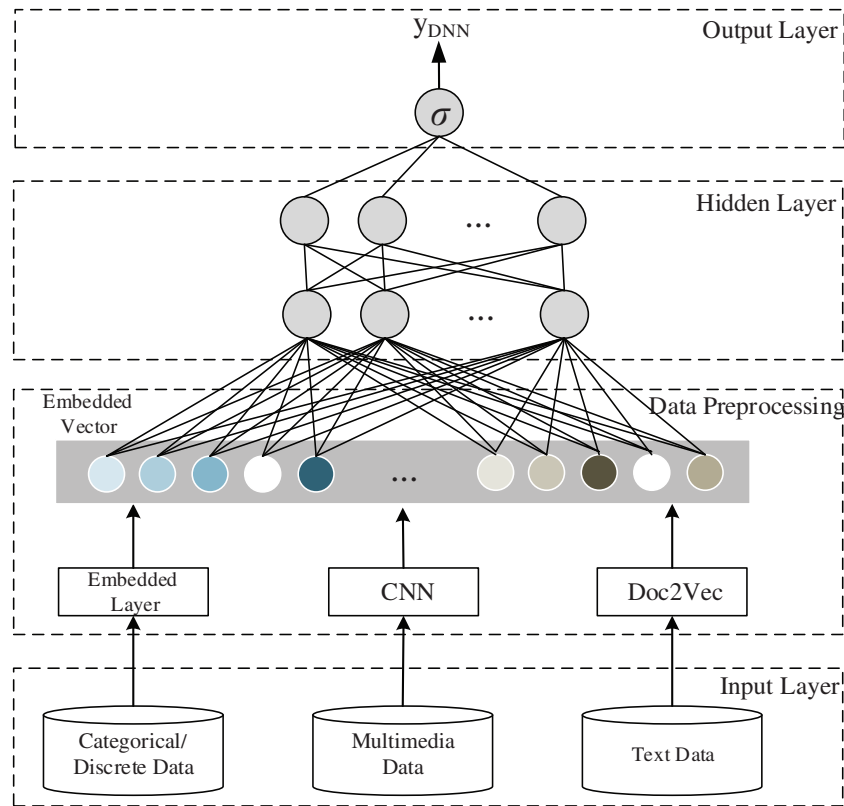 yDNN
Output Layer
σ
Hidden Layer
...
...
Data Preprocessing
Embedded
Vector
...
Embedded
Layer
CNN
Doc2Vec
Input Layer
Categorical/
Discrete Data
Multimedia
Data
Text Data